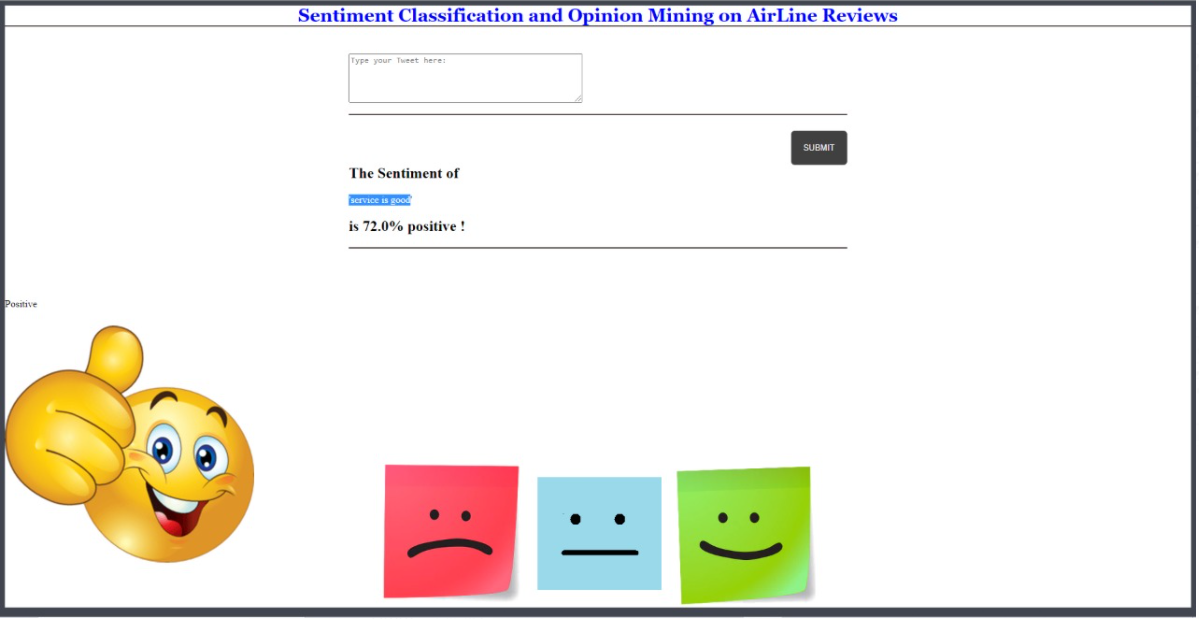 Sentiment Classification and Opinion Mining on AirLine Reviews
Type your Tweet here:
SUBMIT
The Sentiment of
'service is good'
is 72.0% positive !
Positive